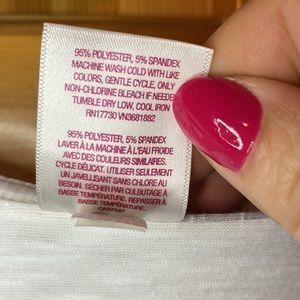 95% POLYESTER, 5% SPANDEX
MACHINE WASH COLD WITH LIKE
COLORS, GENTLE CYCLE, ONLY
NON-CHLORINE BLEACH IF NEEDED
TUMBLE DRY LOW, COOL IRON
RN17730 VN3681882
95% POLYESTER, 5% SPANDEX
LAVER À LA MACHINE À L'EAU FROIDE
AVEC DES COULEURS SIMILAIRES.
CYCLE DÉLICAT. UTILISER SEULEMENT
UN JAVELLISANT SANS CHLORE AU
BESOIN. SÉCHER PAR CULBUTAGE À
BASSE TEMPÉRATURE. REPASSER À
BASSE TEMPÉRATURE.